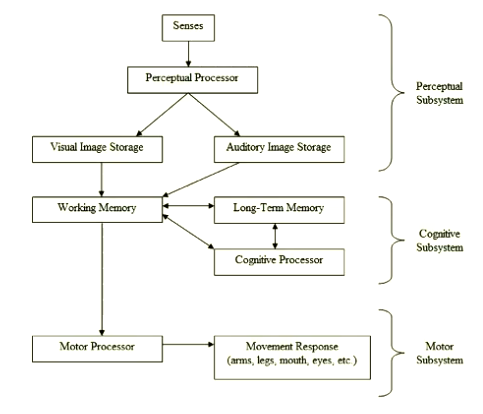 Senses
Perceptual Processor
Perceptual
Subsystem
Visual Image Storage
Auditory Image Storage
Working Memory
Long-Term Memory
Cognitive
Subsystem
Cognitive Processor
Motor Processor
Movement Response
(arms, legs, mouth, eyes, etc.)
Motor
Subsystem